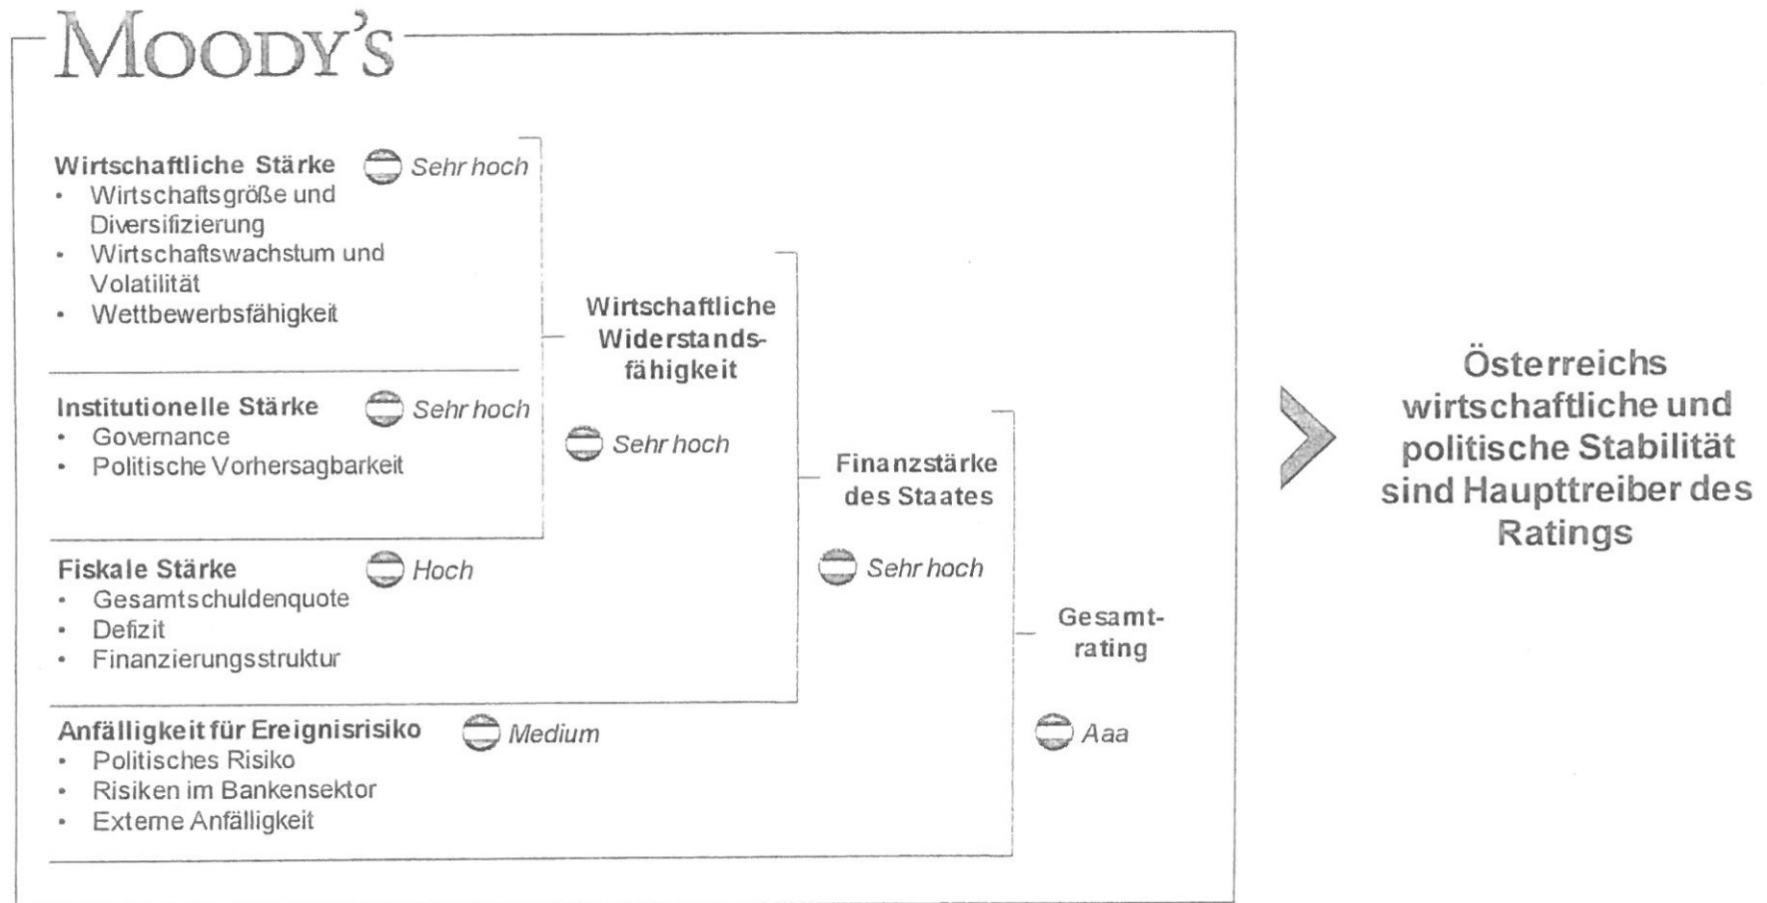 MOODY'S
Wirtschaftliche Stärke Sehr hoch
• Wirtschaftsgröße und
Diversifizierung
• Wirtschaftswachstum und
Volatilität
• Wettbewerbsfähigkeit
Institutionelle Stärke Sehr hoch
• Governance
• Politische Vorhersagbarkeit
Wirtschaftliche
Widerstands-
fähigkeit
Sehr hoch
Fiskale Stärke Hoch
• Gesamtschuldenquote
• Defizit
• Finanzierungsstruktur
Finanzstärke
des Staates
Sehr hoch
Anfälligkeit für Ereignisrisiko Medium
• Politisches Risiko
• Risiken im Bankensektor
• Externe Anfälligkeit
Gesamt-
rating
Aaa
Österreichs
wirtschaftliche und
politische Stabilität
sind Haupttreiber des
Ratings